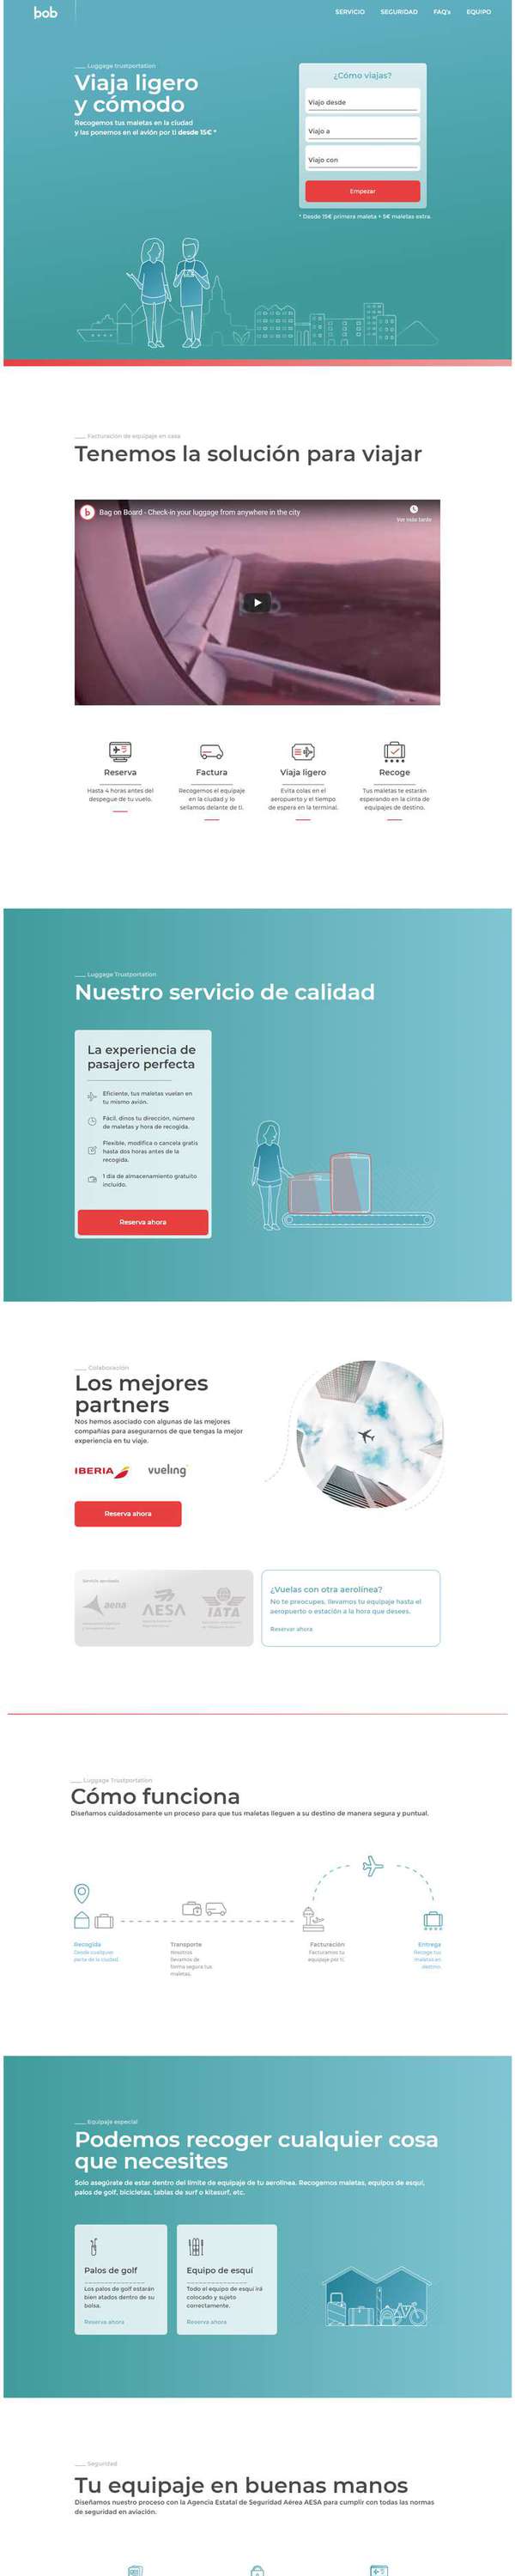 bob
SERVICIO SEGURIDAD FAQ's EQUIPO
Luggage trustportation
Viaja ligero
y cómodo
Recogemos tus maletas en la ciudad
y las ponemos en el avión por ti desde 15€ *
¿Cómo viajas?
Viajo desde
Viajo a
Viajo con
Empezar
* Desde 15€ primera maleta + 5€ maletas extra.
Facturación de equipaje en casa
Tenemos la solución para viajar
b
Bag on Board - Check-in your luggage from anywhere in the city
Ver más tarde
Reserva
Hasta 4 horas antes del
despegue de tu vuelo.
Factura
Recogemos el equipaje
en la ciudad y lo
sellamos delante de ti.
Viaja ligero
Evita colas en el
aeropuerto y el tiempo
de espera en la terminal.
Recoge
Tus maletas te estarán
esperando en la cinta de
equipajes de destino.
Luggage Trustportation
Nuestro servicio de calidad
La experiencia de
pasajero perfecta
Eficiente, tus maletas vuelan en
tu mismo avión.
Fácil, dinos tu dirección, número
de maletas y hora de recogida.
Flexible, modifica o cancela gratis
hasta dos horas antes de la
recogida.
1 día de almacenamiento gratuito
incluido.
Reserva ahora
Colaboración
Los mejores
partners
Nos hemos asociado con algunas de las mejores
compañías para asegurarnos de que tengas la mejor
experiencia en tu viaje.
IBERIA vueling
Reserva ahora
Servicio aprobado
aena
AESA
IATA
¿Vuelas con otra aerolínea?
No te preocupes, llevamos tu equipaje hasta el
aeropuerto o estación a la hora que desees.
Reservar ahora
Luggage Trustportation
Cómo funciona
Diseñamos cuidadosamente un proceso para que tus maletas lleguen a su destino de manera segura y puntual.
Recogida
Desde cualquier
parte de la ciudad
Transporte
Nosotros
llevamos de
forma segura tus
maletas.
Facturación
Facturamos tu
equipaje por ti.
Entrega
Recoge tus
maletas en
destino
Equipaje especial
Podemos recoger cualquier cosa
que necesites
Solo asegúrate de estar dentro del límite de equipaje de tu aerolínea. Recogemos maletas, equipos de esquí,
palos de golf, bicicletas, tablas de surf o kitesurf, etc.
Palos de golf
Los palos de golf estarán
bien atados dentro de su
bolsa.
Reserva ahora
Equipo de esquí
Todo el equipo de esquí irá
colocado y sujeto
correctamente.
Reserva ahora
Seguridad
Tu equipaje en buenas manos
Diseñamos nuestro proceso con la Agencia Estatal de Seguridad Aérea AESA para cumplir con todas las normas
de seguridad en aviación.